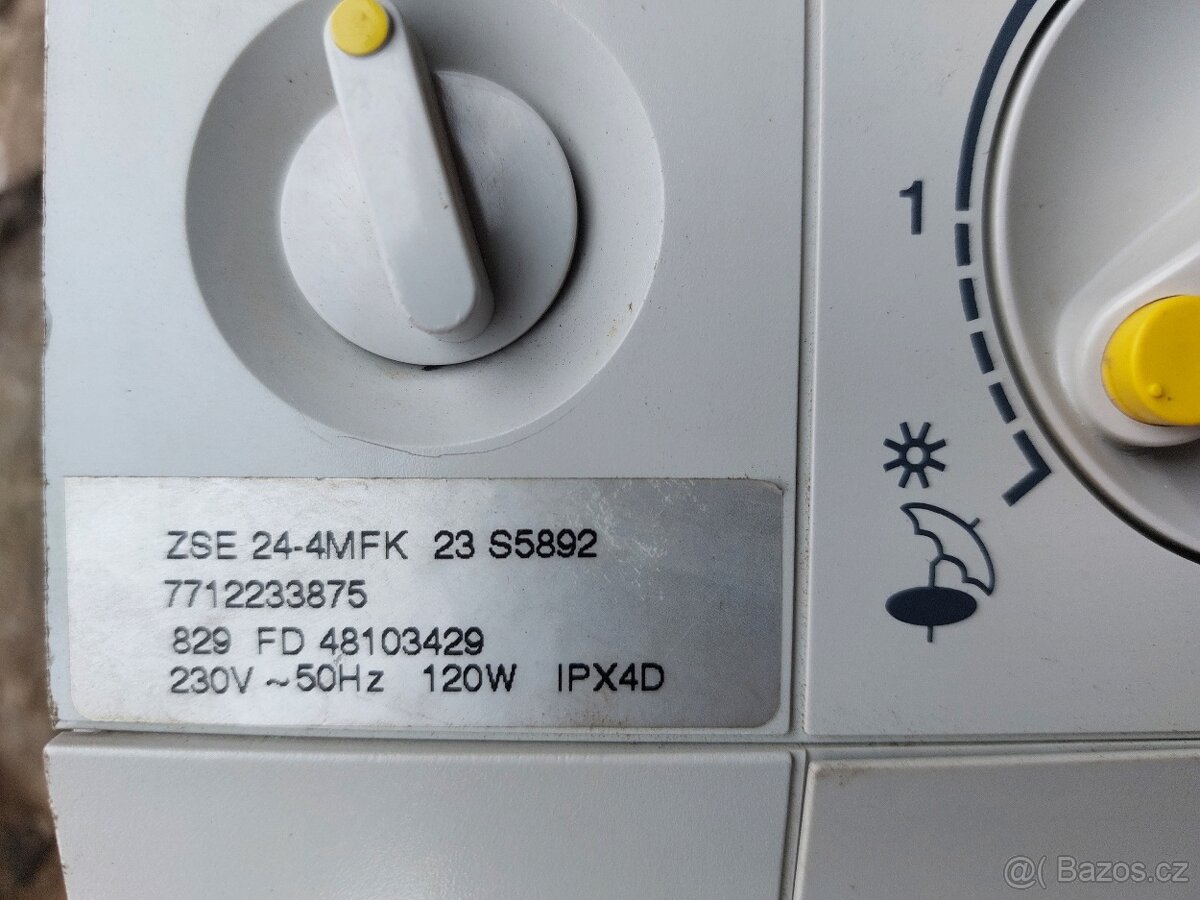 1
ZSE 24-4MFK 23 S5892
7712233875
829 FD 48103429
230V ~ 50Hz 120W IPX4D
@( Bazos.cz